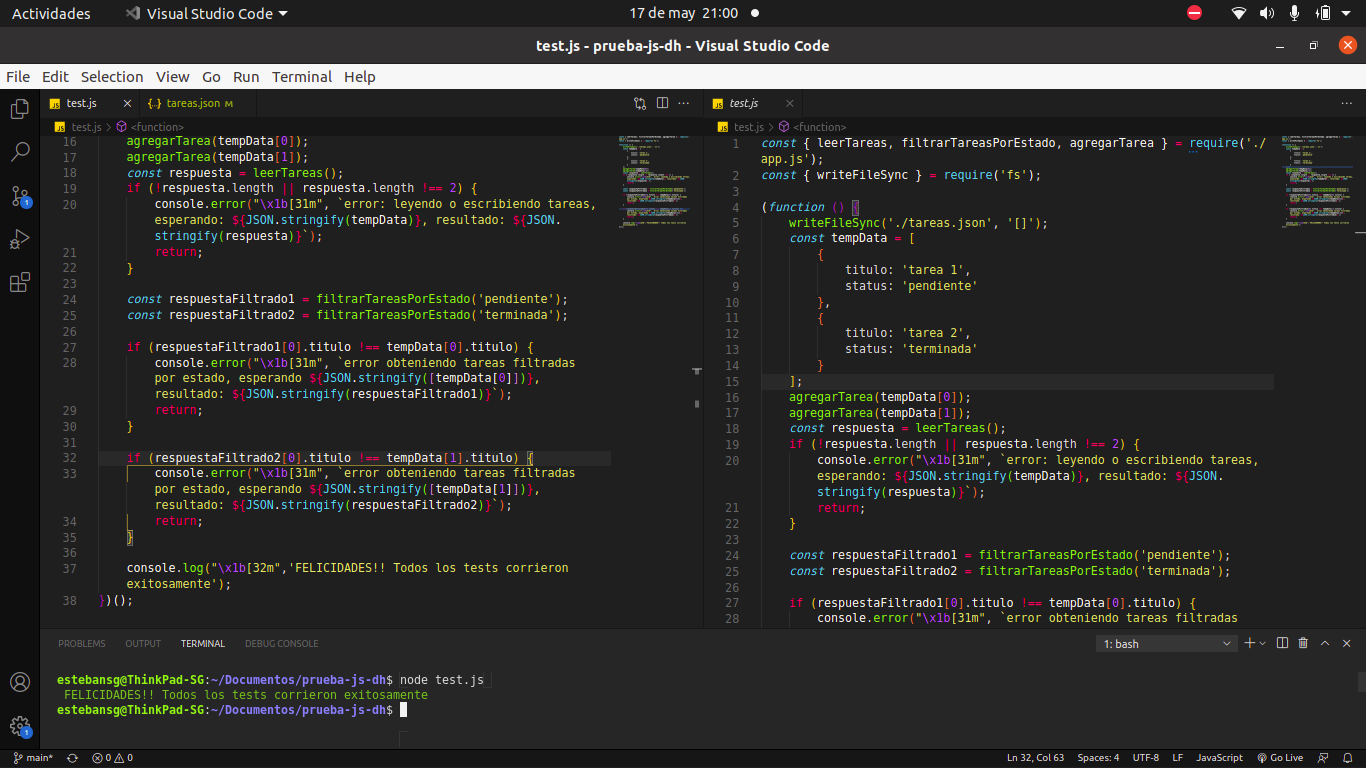 Actividades
Visual Studio Code
17 de may 21:00
test.js - prueba-js-dh - Visual Studio Code
File Edit Selection View Go Run Terminal Help
test.js
{..} tareas.json M
test.js
test.js > <function>
16 agregarTarea(tempData[0]);
17 agregarTarea(tempData[1]);
18 const respuesta = leerTareas();
19 if (!respuesta.length || respuesta.length !== 2) {
20 console.error("\x1b[31m", `error: leyendo o escribiendo tareas,
esperando: ${JSON.stringify(tempData)}, resultado: ${JSON.
stringify(respuesta)}`);
21 return;
22 }
23
24 const respuestaFiltrado1 = filtrarTareasPorEstado('pendiente');
25 const respuestaFiltrado2 = filtrarTareasPorEstado('terminada');
26
27 if (respuestaFiltrado1[0].titulo !== tempData[0].titulo) {
28 console.error("\x1b[31m", `error obteniendo tareas filtradas
por estado, esperando ${JSON.stringify([tempData[0]])},
resultado: ${JSON.stringify(respuestaFiltrado1)}`);
29 return;
30 }
31
32 if (respuestaFiltrado2[0].titulo !== tempData[1].titulo) {
33 console.error("\x1b[31m", `error obteniendo tareas filtradas
por estado, esperando ${JSON.stringify([tempData[1]])},
resultado: ${JSON.stringify(respuestaFiltrado2)}`);
34 return;
35 }
36
37 console.log("\x1b[32m",'FELICIDADES!! Todos los tests corrieron
exitosamente');
38 })();
test.js > <function>
1 const { leerTareas, filtrarTareasPorEstado, agregarTarea } = require('./
app.js');
2 const { writeFileSync } = require('fs');
3
4 (function () {
5 writeFileSync('./tareas.json', '[]');
6 const tempData = [
7 {
8 titulo: 'tarea 1',
9 status: 'pendiente'
10 },
11 {
12 titulo: 'tarea 2',
13 status: 'terminada'
14 }
15 ];
16 agregarTarea(tempData[0]);
17 agregarTarea(tempData[1]);
18 const respuesta = leerTareas();
19 if (!respuesta.length || respuesta.length !== 2) {
20 console.error("\x1b[31m", `error: leyendo o escribiendo tareas,
esperando: ${JSON.stringify(tempData)}, resultado: ${JSON.
stringify(respuesta)}`);
21 return;
22 }
23
24 const respuestaFiltrado1 = filtrarTareasPorEstado('pendiente');
25 const respuestaFiltrado2 = filtrarTareasPorEstado('terminada');
26
27 if (respuestaFiltrado1[0].titulo !== tempData[0].titulo) {
28 console.error("\x1b[31m", `error obteniendo tareas filtradas
PROBLEMS OUTPUT TERMINAL DEBUG CONSOLE
1: bash
estebansg@ThinkPad-SG:~/Documentos/prueba-js-dh$ node test.js
FELICIDADES!! Todos los tests corrieron exitosamente
estebansg@ThinkPad-SG:~/Documentos/prueba-js-dh$
main* 0 0
Ln 32, Col 63 Spaces: 4 UTF-8 LF JavaScript Go Live